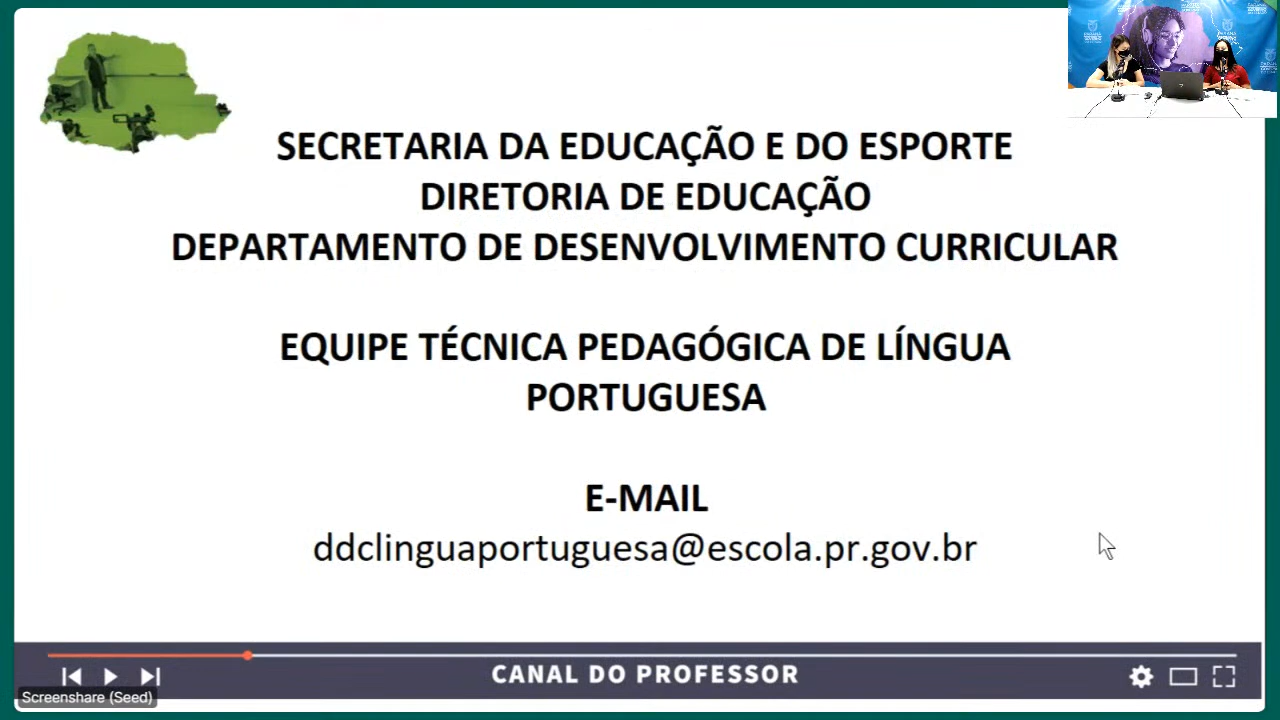 SECRETARIA DA EDUCAÇÃO E DO ESPORTE
DIRETORIA DE EDUCAÇÃO
DEPARTAMENTO DE DESENVOLVIMENTO CURRICULAR
EQUIPE TÉCNICA PEDAGÓGICA DE LÍNGUA
PORTUGUESA
E-MAIL
ddclinguaportuguesa@escola.pr.gov.br
CANAL DO PROFESSOR
Screenshare (Seed)